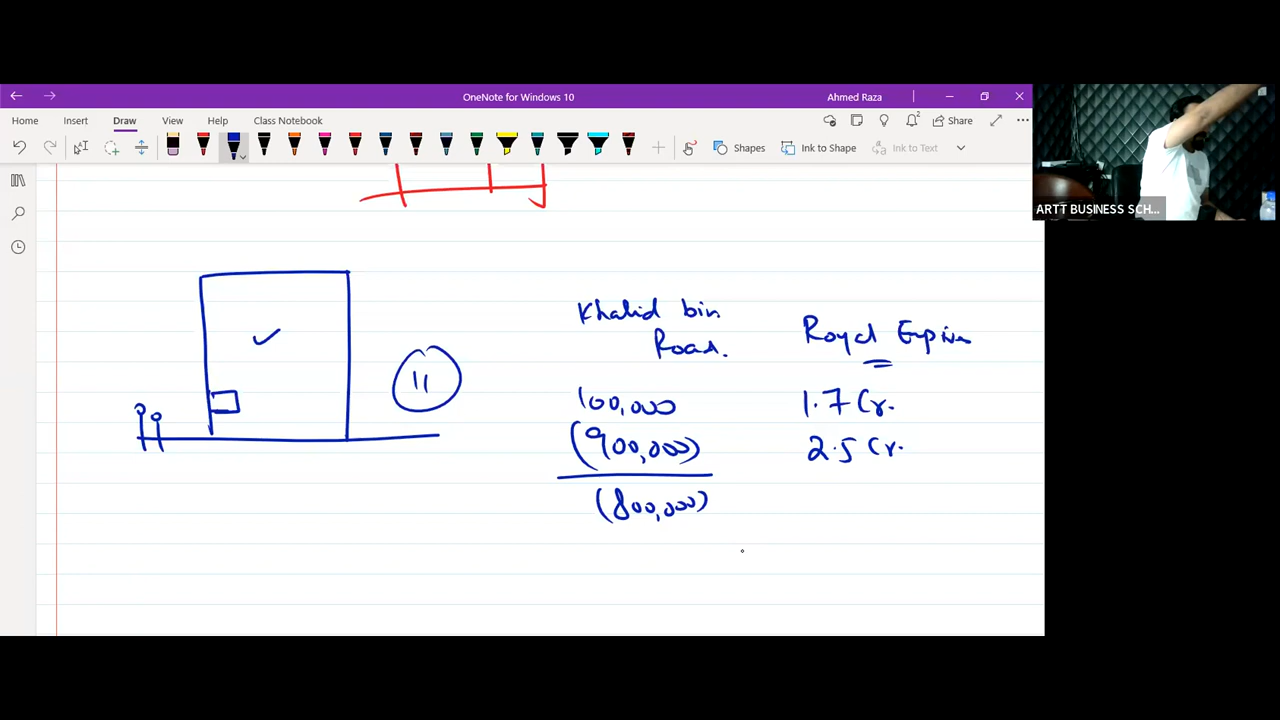 OneNote for Windows 10
Ahmed Raza
Home
Insert
Draw
View
Help
Class Notebook
Share
Shapes
Ink to Shape
Ink to Text
ARTT BUSINESS SCH...
Khalid bin
Road.
Royal
11
100,000
1.7 Cr.
(900,000)
2.5 Cr.
(800,000)